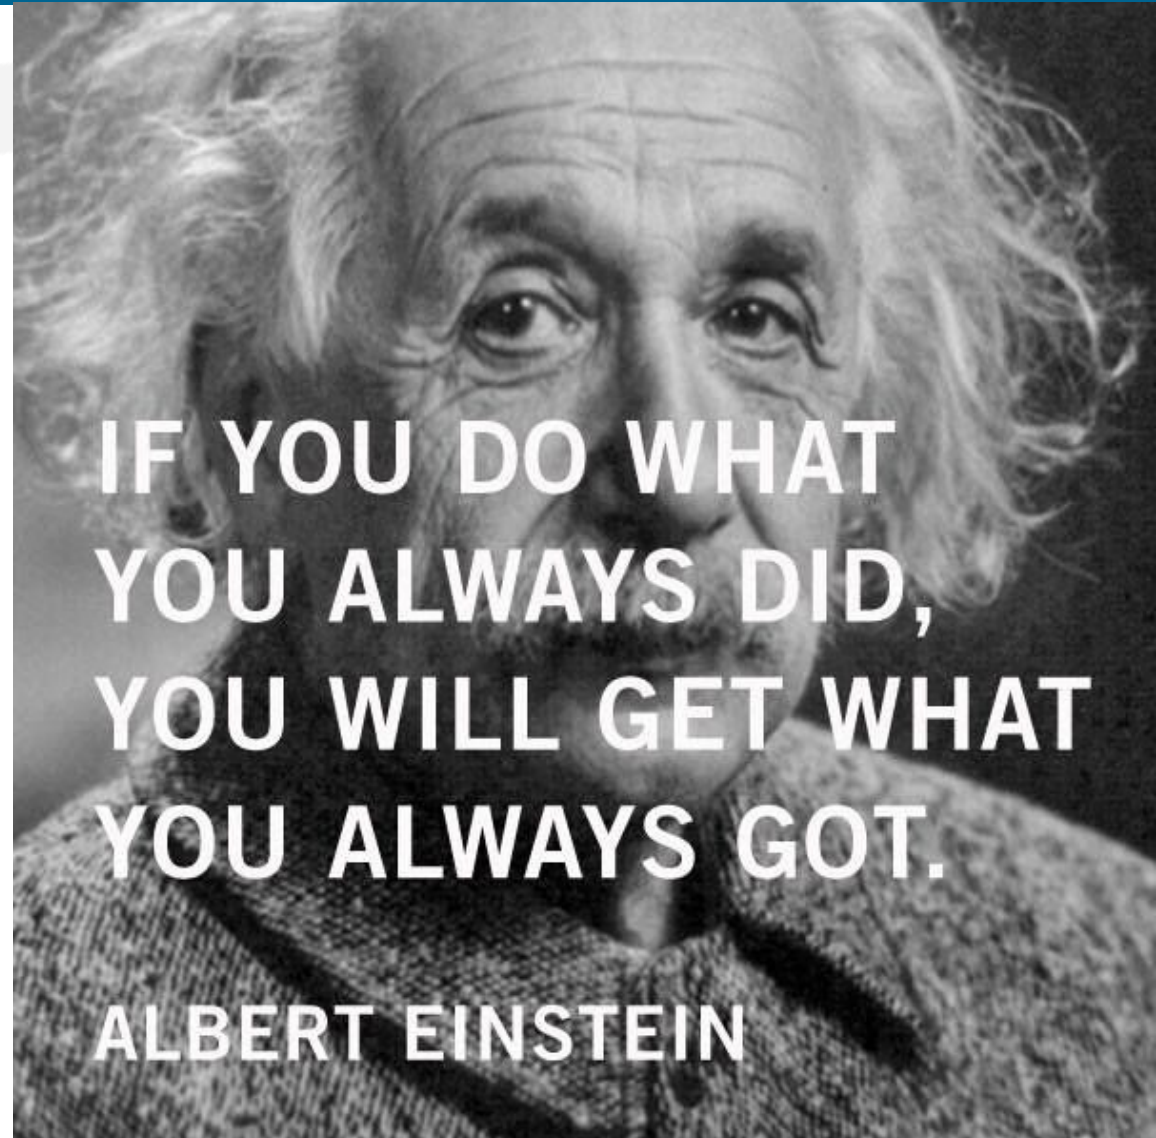 IF YOU DO WHAT
YOU ALWAYS DID,
YOU WILL GET WHAT
YOU ALWAYS GOT.
ALBERT EINSTEIN